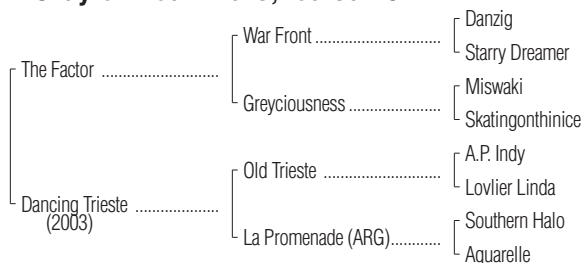 The Factor ..................................
War Front ...............................
Danzig
Starry Dreamer
Greyciousness .......................
Miswaki
Skatingonthinice
Dancing Trieste ........................
(2003)
Old Trieste .............................
A.P. Indy
Lovlier Linda
La Promenade (ARG)..............
Southern Halo
Aquarelle